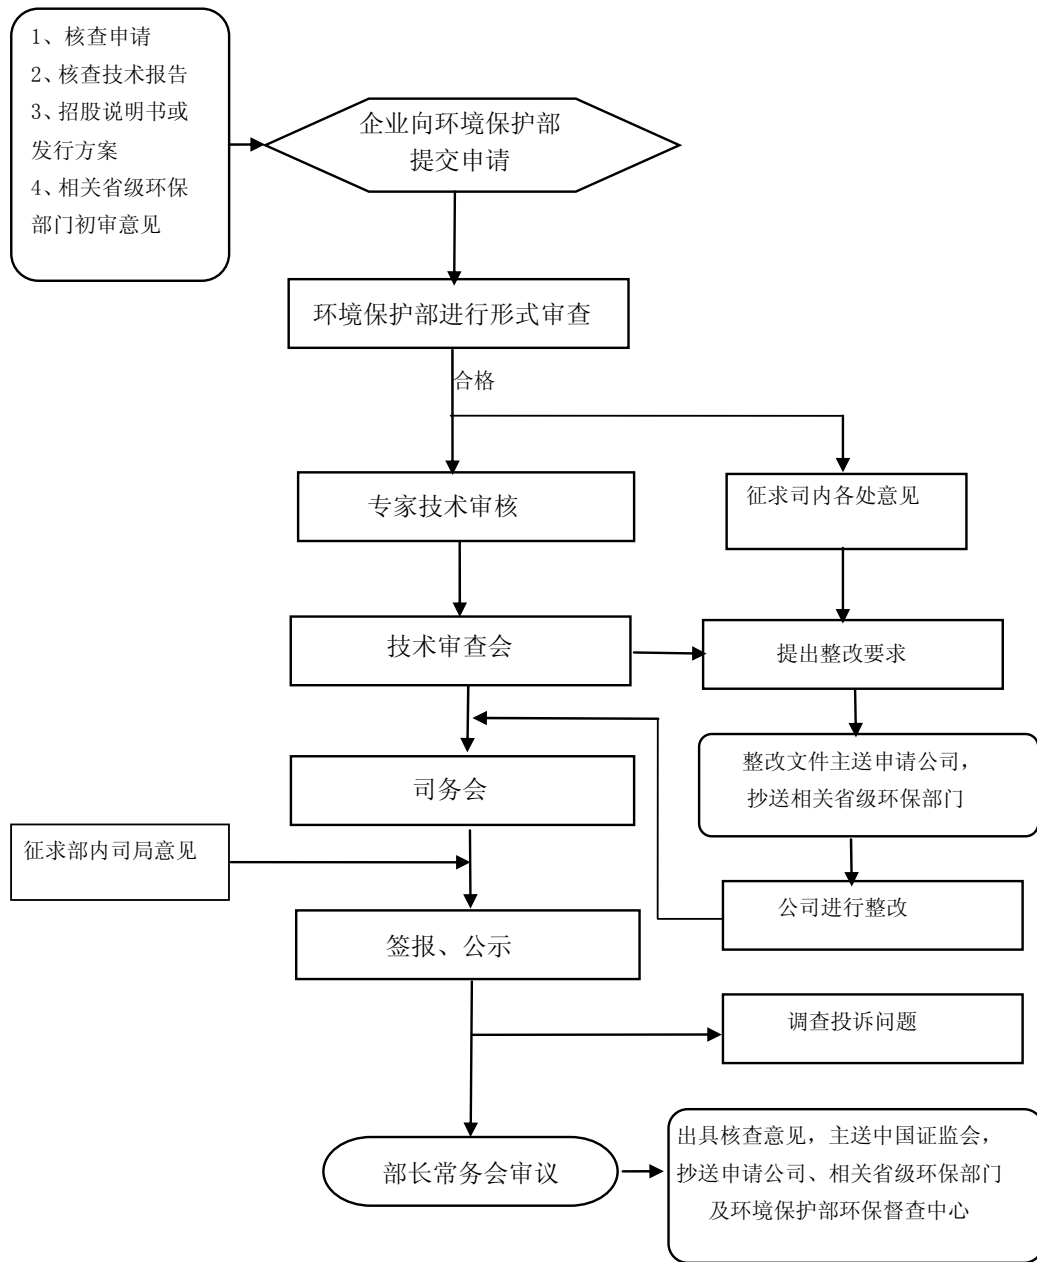 1、核查申请
2、核查技术报告
3、招股说明书或
发行方案
4、相关省级环保
部门初审意见
企业向环境保护部
提交申请
环境保护部进行形式审查
合格
专家技术审核
征求司内各处意见
技术审查会
提出整改要求
整改文件主送申请公司，
抄送相关省级环保部门
司务会
征求部内司局意见
公司进行整改
签报、公示
调查投诉问题
部长常务会审议
出具核查意见，主送中国证监会，
抄送申请公司、相关省级环保部门
及环境保护部环保督查中心